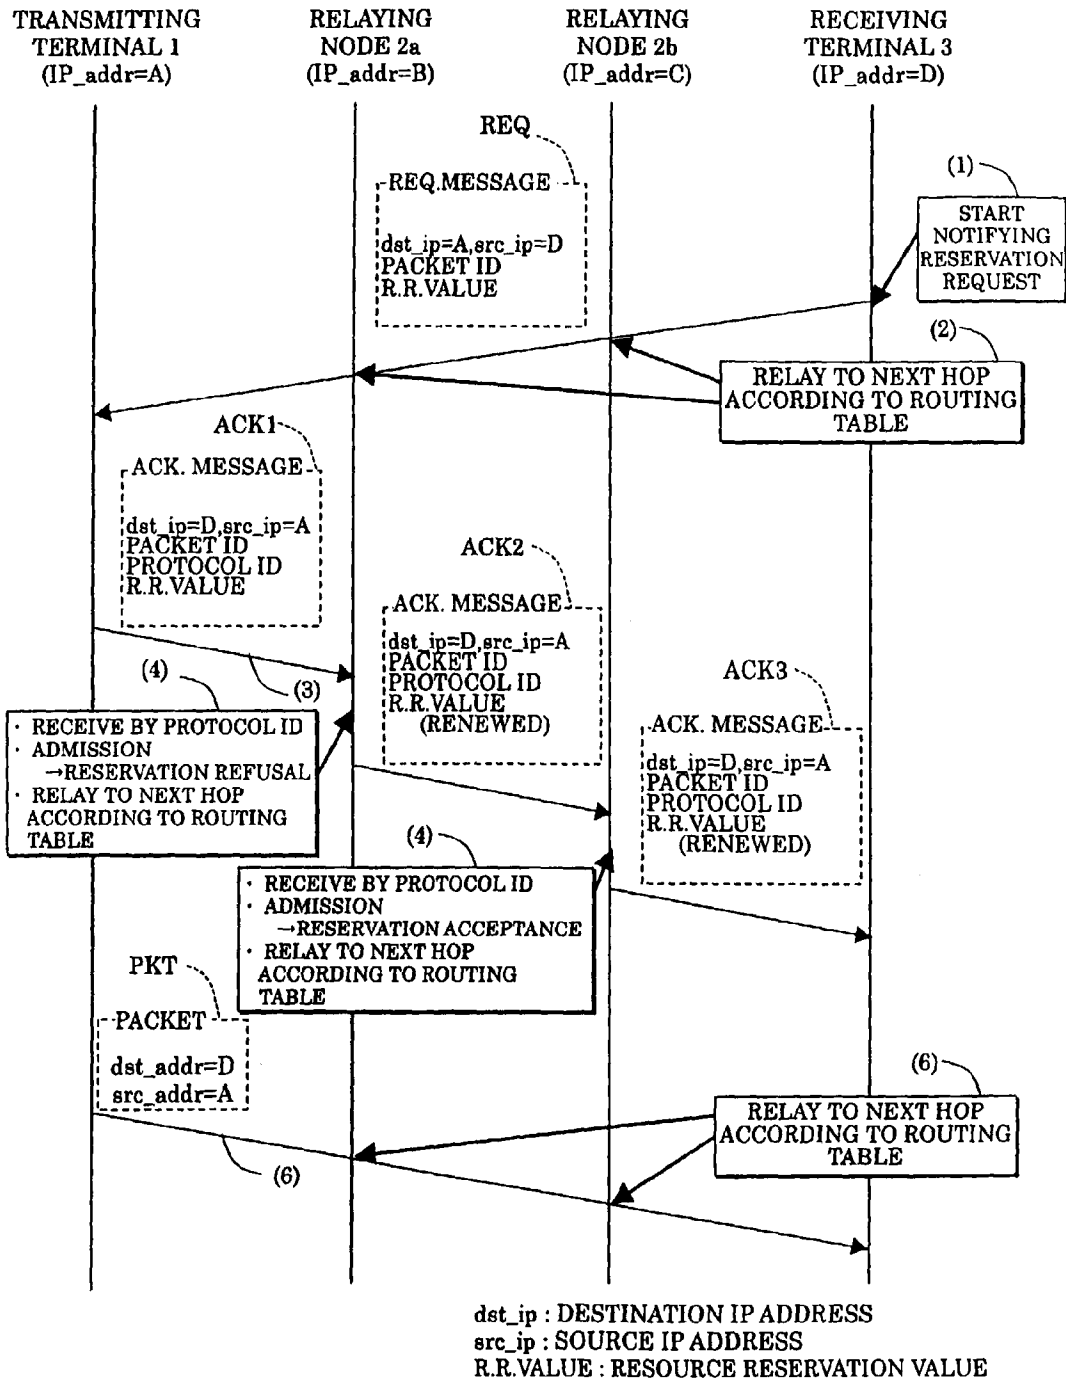 TRANSMITTING
TERMINAL 1
(IP_addr=A)
RELAYING
NODE 2a
(IP_addr=B)
RELAYING
NODE 2b
(IP_addr=C)
RECEIVING
TERMINAL 3
(IP_addr=D)
REQ
REQ.MESSAGE
dst_ip=A,src_ip=D
PACKET ID
R.R.VALUE
(1)
START
NOTIFYING
RESERVATION
REQUEST
(2)
RELAY TO NEXT HOP
ACCORDING TO ROUTING
TABLE
ACK1
ACK. MESSAGE
dst_ip=D,src_ip=A
PACKET ID
PROTOCOL ID
R.R.VALUE
(3)
ACK2
ACK. MESSAGE
dst_ip=D,src_ip=A
PACKET ID
PROTOCOL ID
R.R.VALUE
(RENEWED)
(4)
· RECEIVE BY PROTOCOL ID
· ADMISSION
→RESERVATION REFUSAL
· RELAY TO NEXT HOP
ACCORDING TO ROUTING
TABLE
ACK3
ACK. MESSAGE
dst_ip=D,src_ip=A
PACKET ID
PROTOCOL ID
R.R.VALUE
(RENEWED)
(4)
· RECEIVE BY PROTOCOL ID
· ADMISSION
→RESERVATION ACCEPTANCE
· RELAY TO NEXT HOP
ACCORDING TO ROUTING
TABLE
PKT
PACKET
dst_addr=D
src_addr=A
(6)
(6)
RELAY TO NEXT HOP
ACCORDING TO ROUTING
TABLE
dst_ip : DESTINATION IP ADDRESS
src_ip : SOURCE IP ADDRESS
R.R.VALUE : RESOURCE RESERVATION VALUE